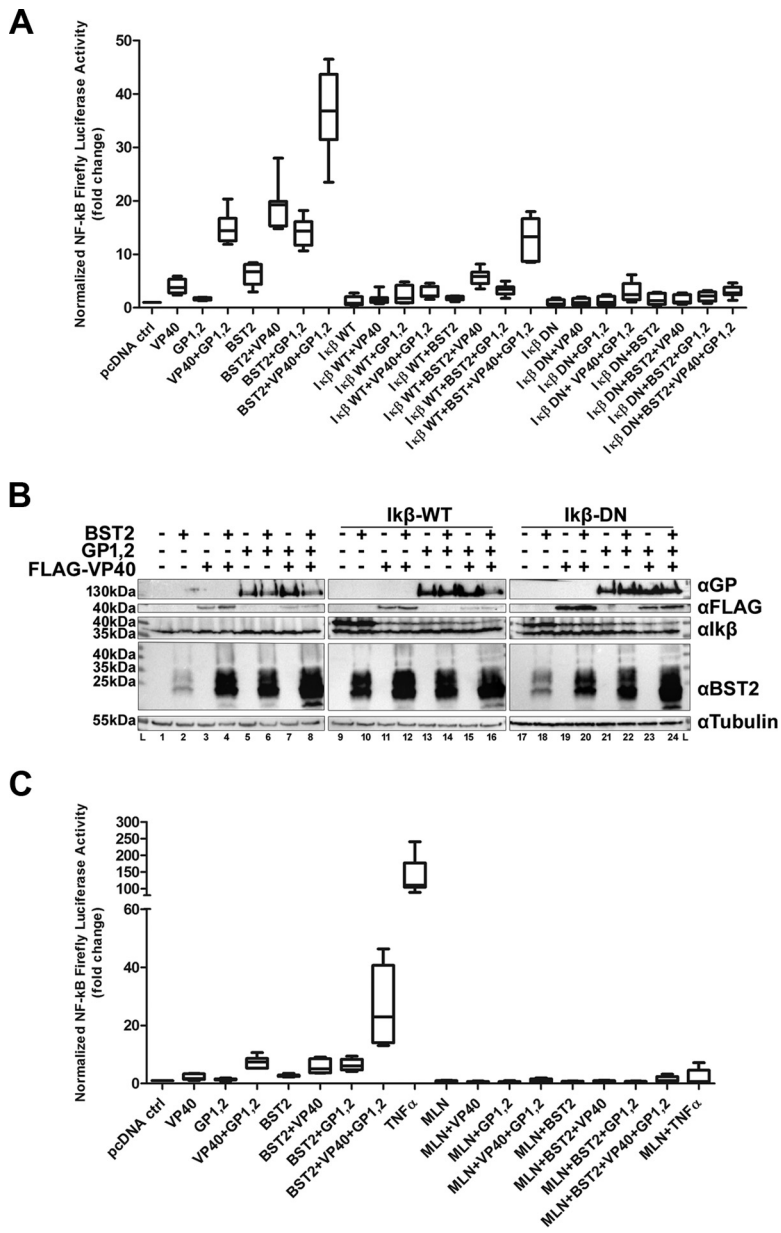 A
Normalized NF-kB Firefly Luciferase Activity
(fold change)
50
40
30
20
10
0
pcDNA ctrl
VP40
GP1,2
VP40+GP1,2
BST2
BST2+VP40
BST2+GP1,2
BST2+VP40+GP1,2
Iκβ WT
Iκβ WT+VP40
Iκβ WT+GP1,2
Iκβ WT+VP40+GP1,2
Iκβ WT+BST2
Iκβ WT+BST2+VP40
Iκβ WT+BST2+GP1,2
Iκβ WT+BST+VP40+GP1,2
Iκβ DN
Iκβ DN+VP40
Iκβ DN+GP1,2
Iκβ DN+ VP40+GP1,2
Iκβ DN+BST2
Iκβ DN+BST2+VP40
Iκβ DN+BST2+GP1,2
Iκβ DN+BST2+VP40+GP1,2
B
Ikβ-WT
Ikβ-DN
BST2 - + - + - + - + - + - + - + - + - + - + - + - +
GP1,2 - - - - + + + + - - - - + + + + - - - - + + + +
FLAG-VP40 - - + + - - + + - - + + - - + + - - + + - - + +
130kDa
αGP
40kDa
αFLAG
40kDa
35kDa
αIkβ
40kDa
35kDa
25kDa
αBST2
55kDa
αTubulin
L 1 2 3 4 5 6 7 8 9 10 11 12 13 14 15 16 17 18 19 20 21 22 23 24 L
C
Normalized NF-kB Firefly Luciferase Activity
(fold change)
300
250
200
150
100
60
40
20
0
pcDNA ctrl
VP40
GP1,2
VP40+GP1,2
BST2
BST2+VP40
BST2+GP1,2
BST2+VP40+GP1,2
TNFα
MLN
MLN+VP40
MLN+GP1,2
MLN+VP40+GP1,2
MLN+BST2
MLN+BST2+VP40
MLN+BST2+GP1,2
MLN+BST2+VP40+GP1,2
MLN+TNFα